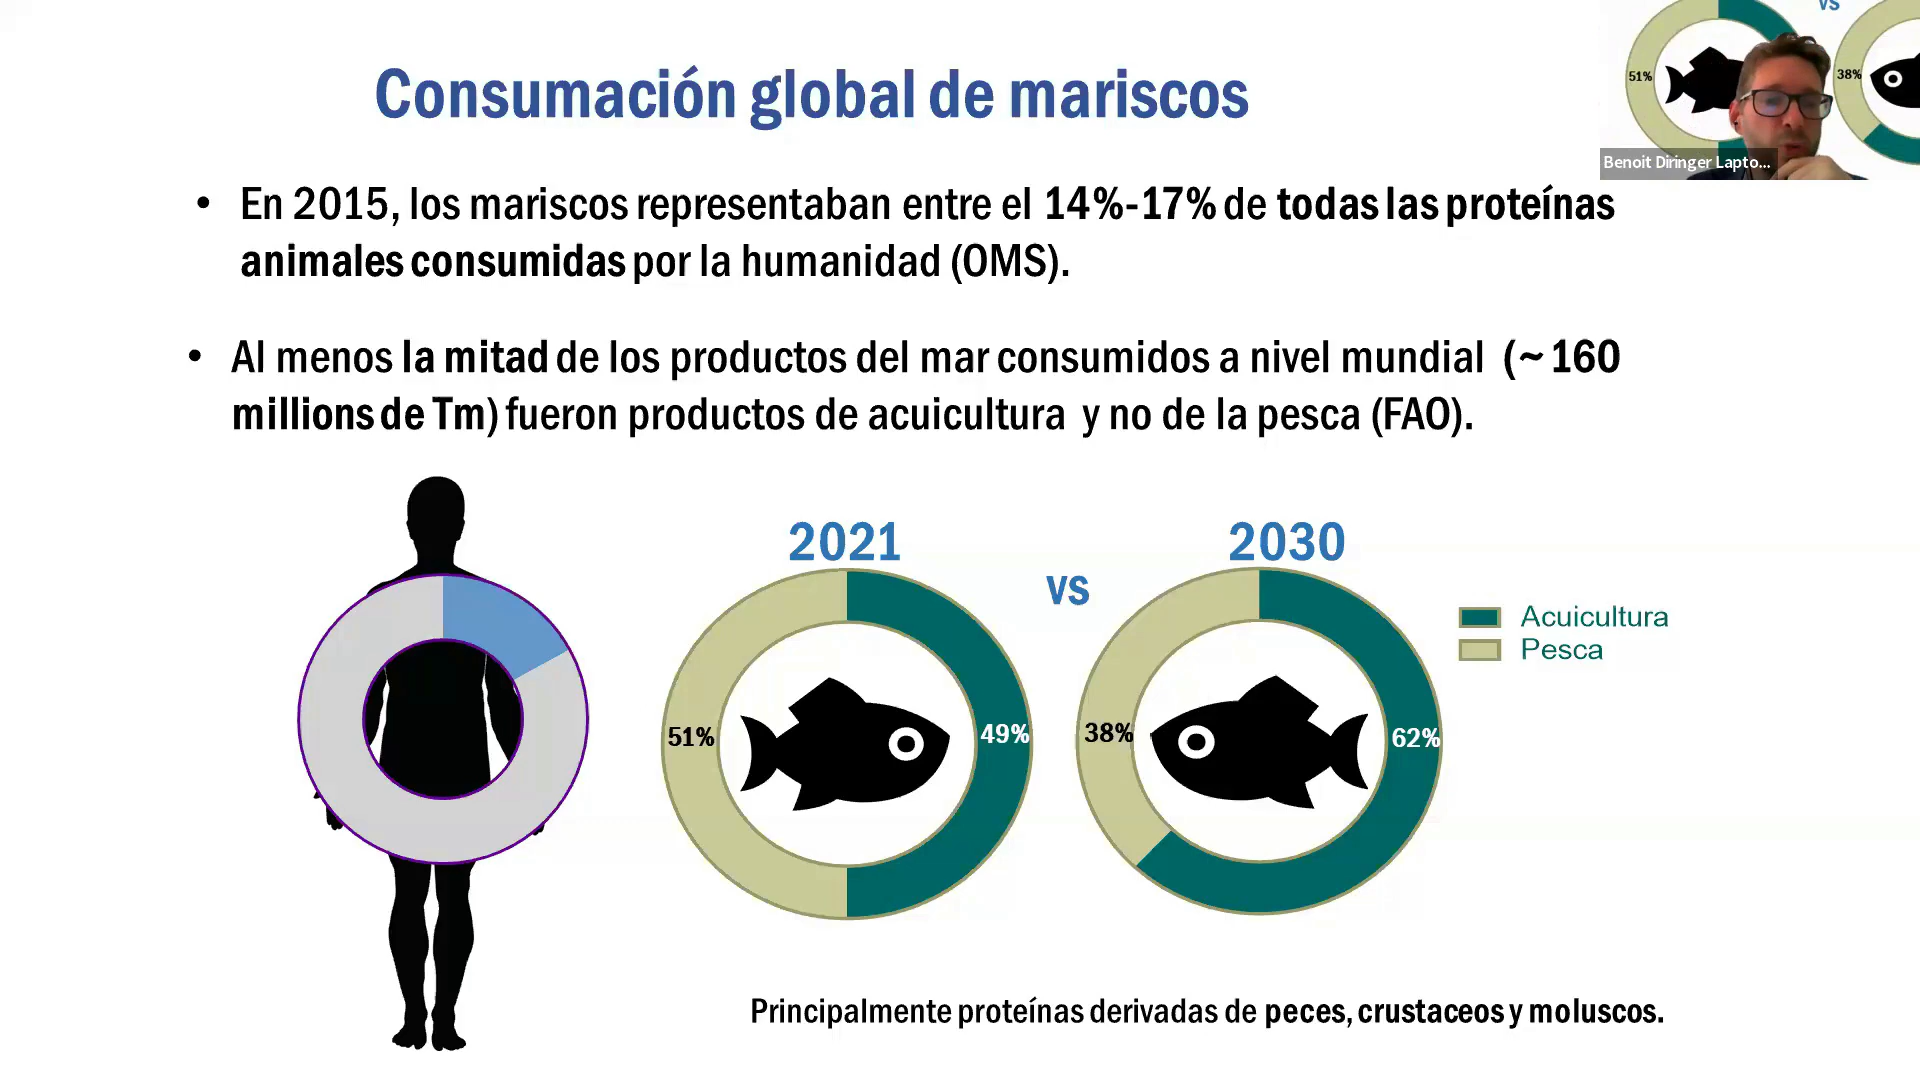 Consumación global de mariscos
• En 2015, los mariscos representaban entre el 14%-17% de todas las proteínas
animales consumidas por la humanidad (OMS).
• Al menos la mitad de los productos del mar consumidos a nivel mundial (~160
millions de Tm) fueron productos de acuicultura y no de la pesca (FAO).
2021
vs
2030
51%
49%
38%
62%
Acuicultura
Pesca
Principalmente proteínas derivadas de peces, crustaceos y moluscos.
vs
51%
38%
Benoit Diringer Lapto...